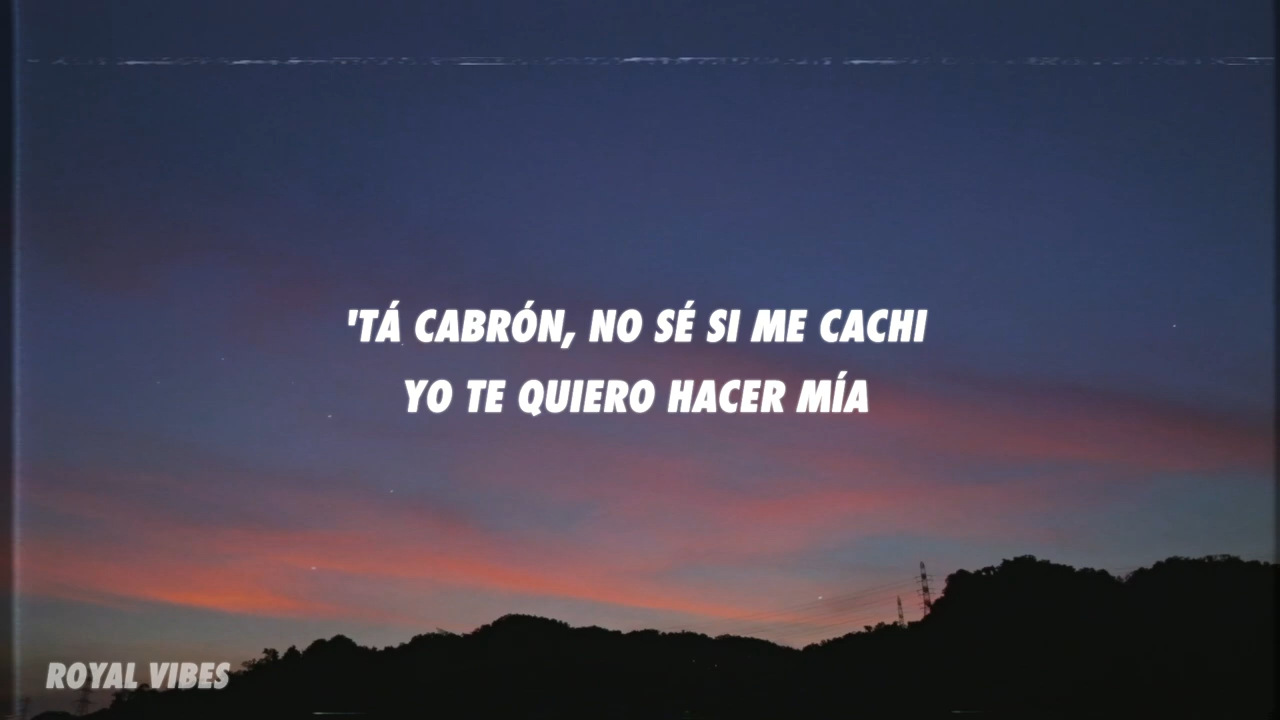 'TÁ CABRÓN, NO SÉ SI ME CACHI
YO TE QUIERO HACER MÍA
ROYAL VIBES